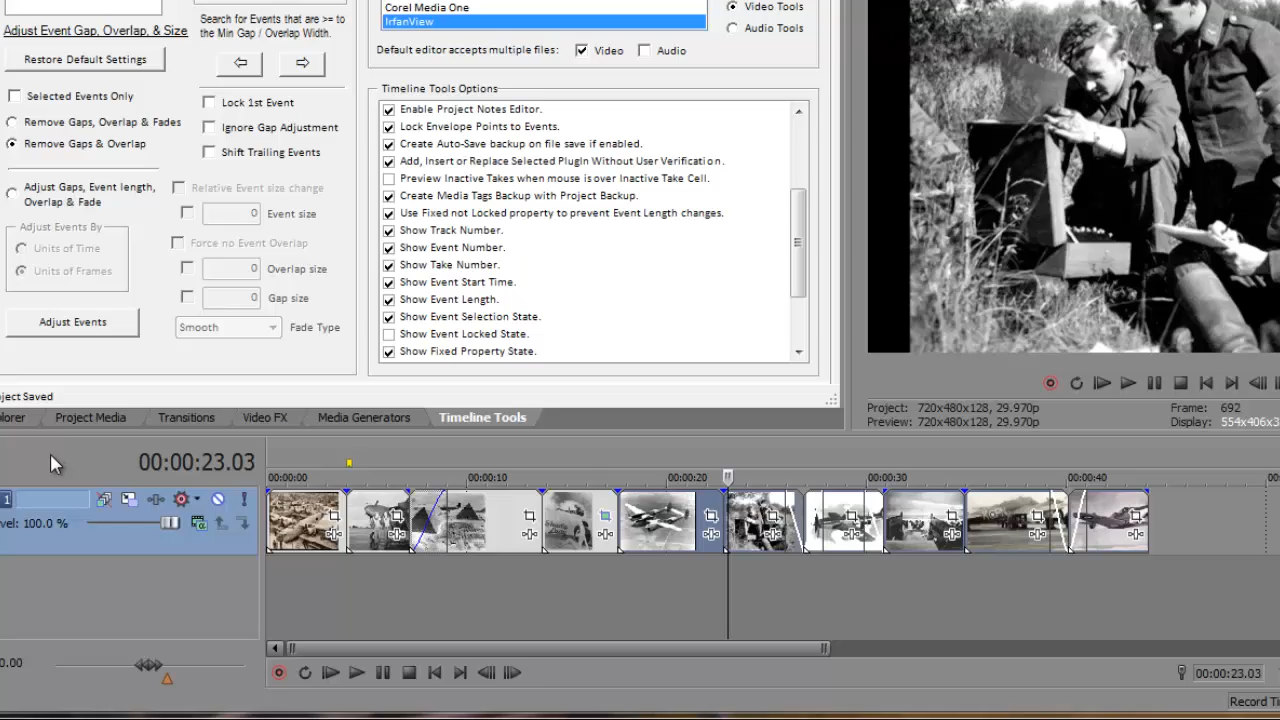 Adjust Event Gap, Overlap, & Size
Restore Default Settings
Selected Events Only
Remove Gaps, Overlap & Fades
Remove Gaps & Overlap
Adjust Gaps, Event length,
Overlap & Fade
Adjust Events By
Units of Time
Units of Frames
Adjust Events
Search for Events that are >= to
the Min Gap / Overlap Width.
Lock 1st Event
Ignore Gap Adjustment
Shift Trailing Events
Relative Event size change
0 Event size
Force no Event Overlap
0 Overlap size
0 Gap size
Smooth Fade Type
Corel Media One
IrfanView
Video Tools
Audio Tools
Default editor accepts multiple files: Video Audio
Timeline Tools Options
Enable Project Notes Editor.
Lock Envelope Points to Events.
Create Auto-Save backup on file save if enabled.
Add, Insert or Replace Selected PlugIn Without User Verification.
Preview Inactive Takes when mouse is over Inactive Take Cell.
Create Media Tags Backup with Project Backup.
Use Fixed not Locked property to prevent Event Length changes.
Show Track Number.
Show Event Number.
Show Take Number.
Show Event Start Time.
Show Event Length.
Show Event Selection State.
Show Event Locked State.
Show Fixed Property State.
ject Saved
lorer Project Media Transitions Video FX Media Generators Timeline Tools
Project: 720x480x128, 29.970p
Preview: 720x480x128, 29.970p
Frame: 692
Display: 554x406x3
00:00:23.03
00:00:00 00:00:10 00:00:20 00:00:30 00:00:40 00:0
1
vel: 100.0 %
0.00
00:00:23.03
Record Ti